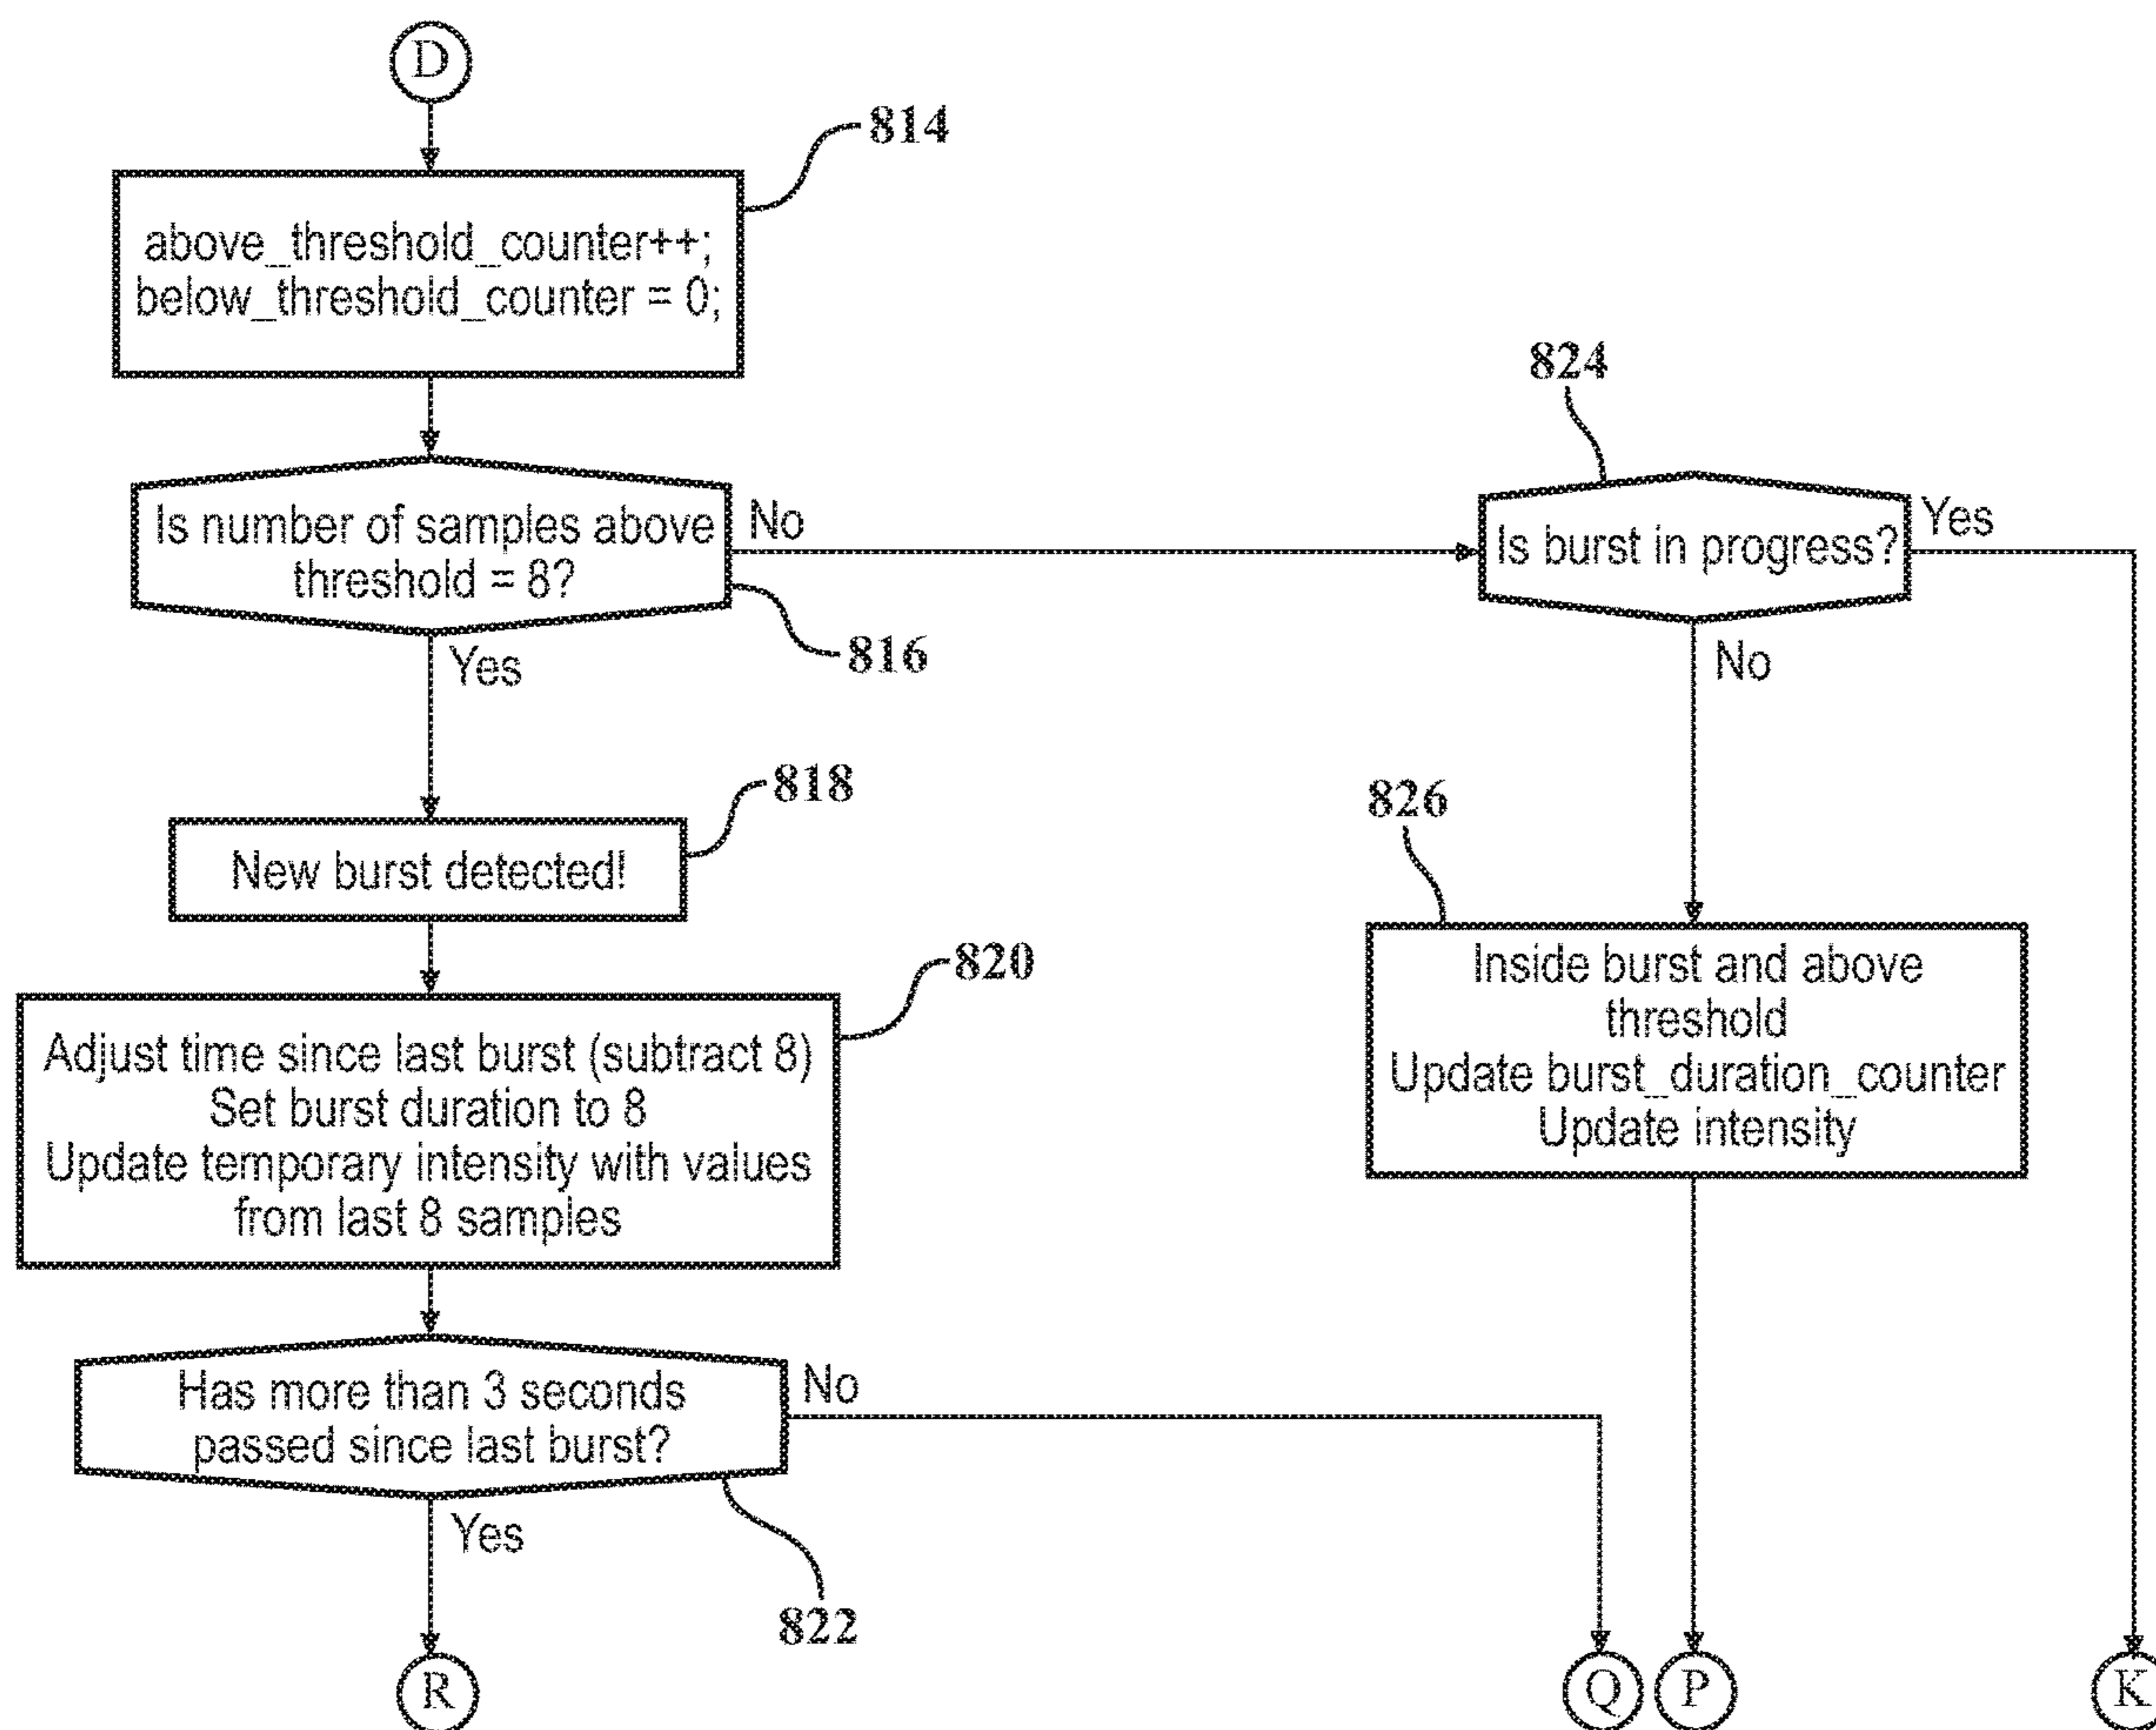 D
814
above_threshold_counter++;
below_threshold_counter = 0;
824
Is number of samples above
threshold = 8?
No
Is burst in progress?
Yes
816
Yes
No
818
New burst detected!
826
820
Adjust time since last burst (subtract 8)
Set burst duration to 8
Update temporary intensity with values
from last 8 samples
Inside burst and above
threshold
Update burst_duration_counter
Update intensity
Has more than 3 seconds
passed since last burst?
No
Yes
822
R
Q
P
K